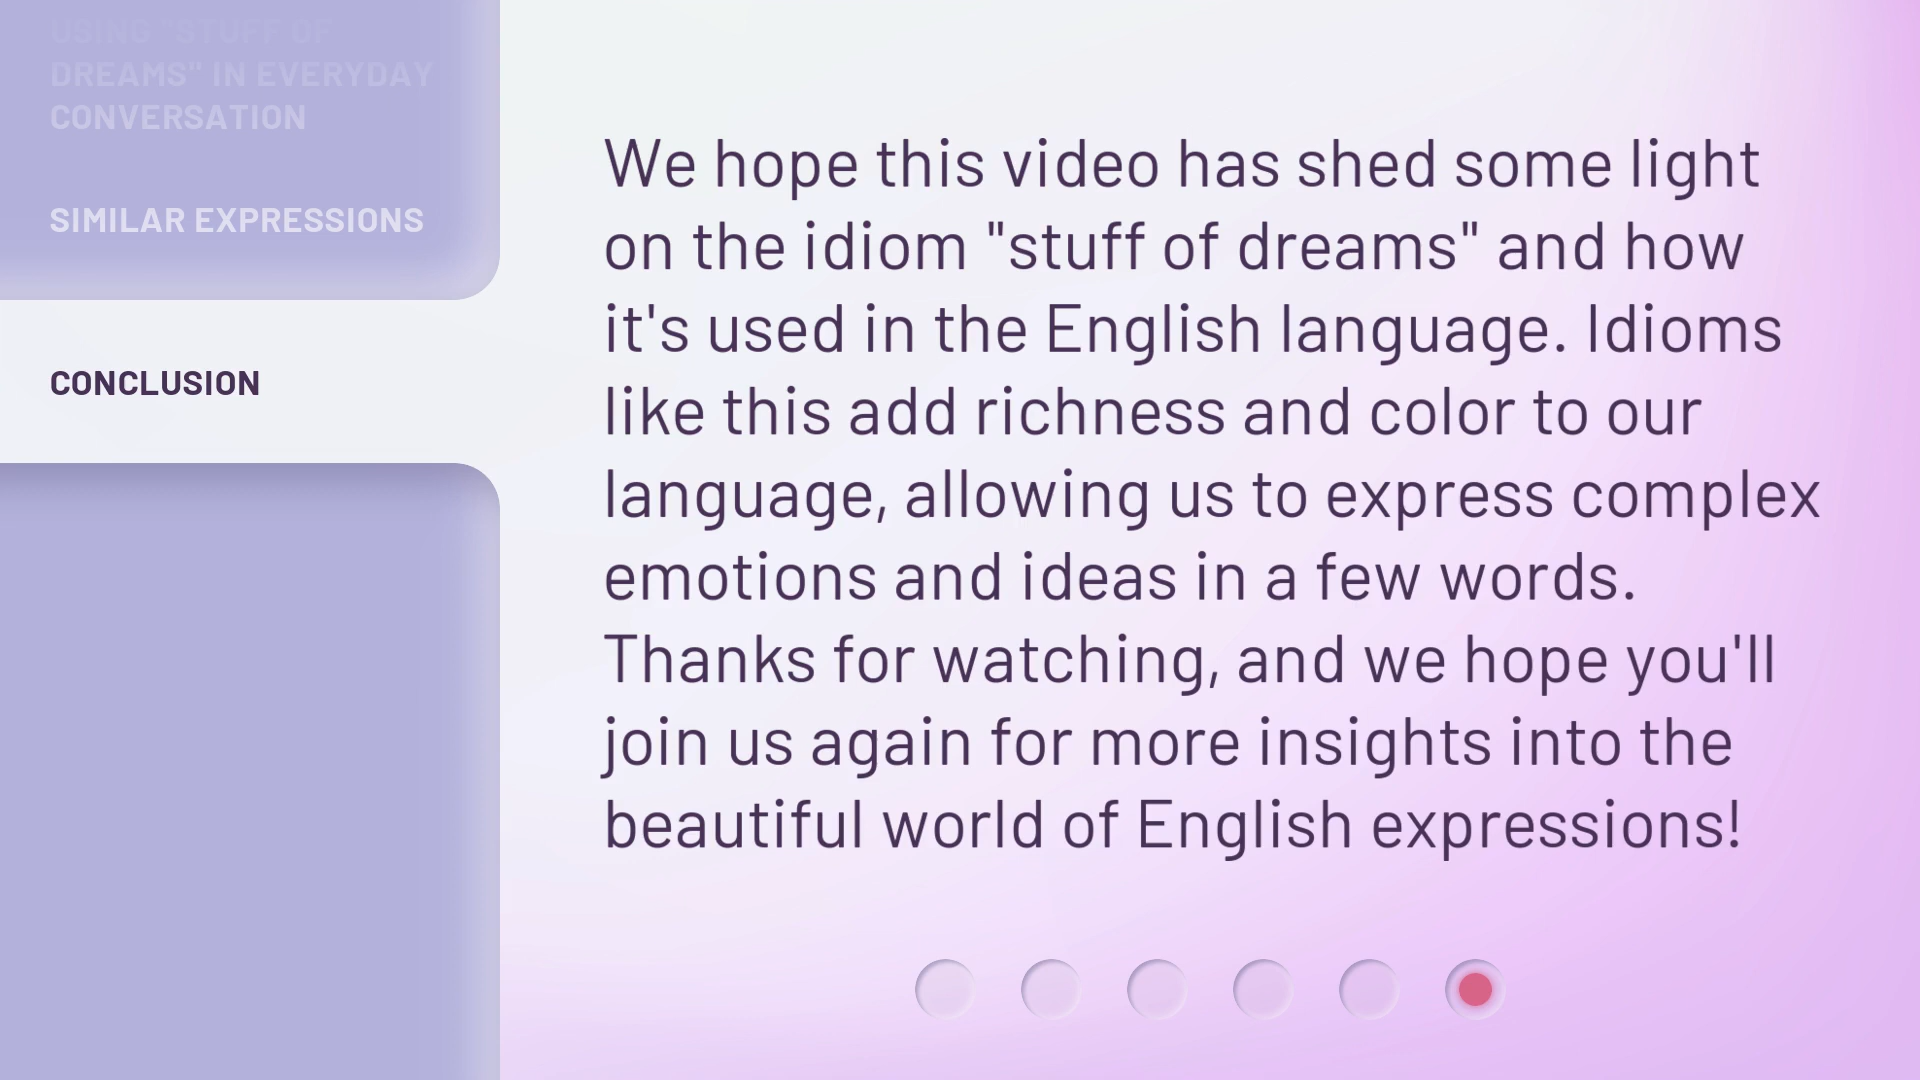 USING "STUFF OF
DREAMS" IN EVERYDAY
CONVERSATION
SIMILAR EXPRESSIONS
CONCLUSION
We hope this video has shed some light
on the idiom "stuff of dreams" and how
it's used in the English language. Idioms
like this add richness and color to our
language, allowing us to express complex
emotions and ideas in a few words.
Thanks for watching, and we hope you'll
join us again for more insights into the
beautiful world of English expressions!